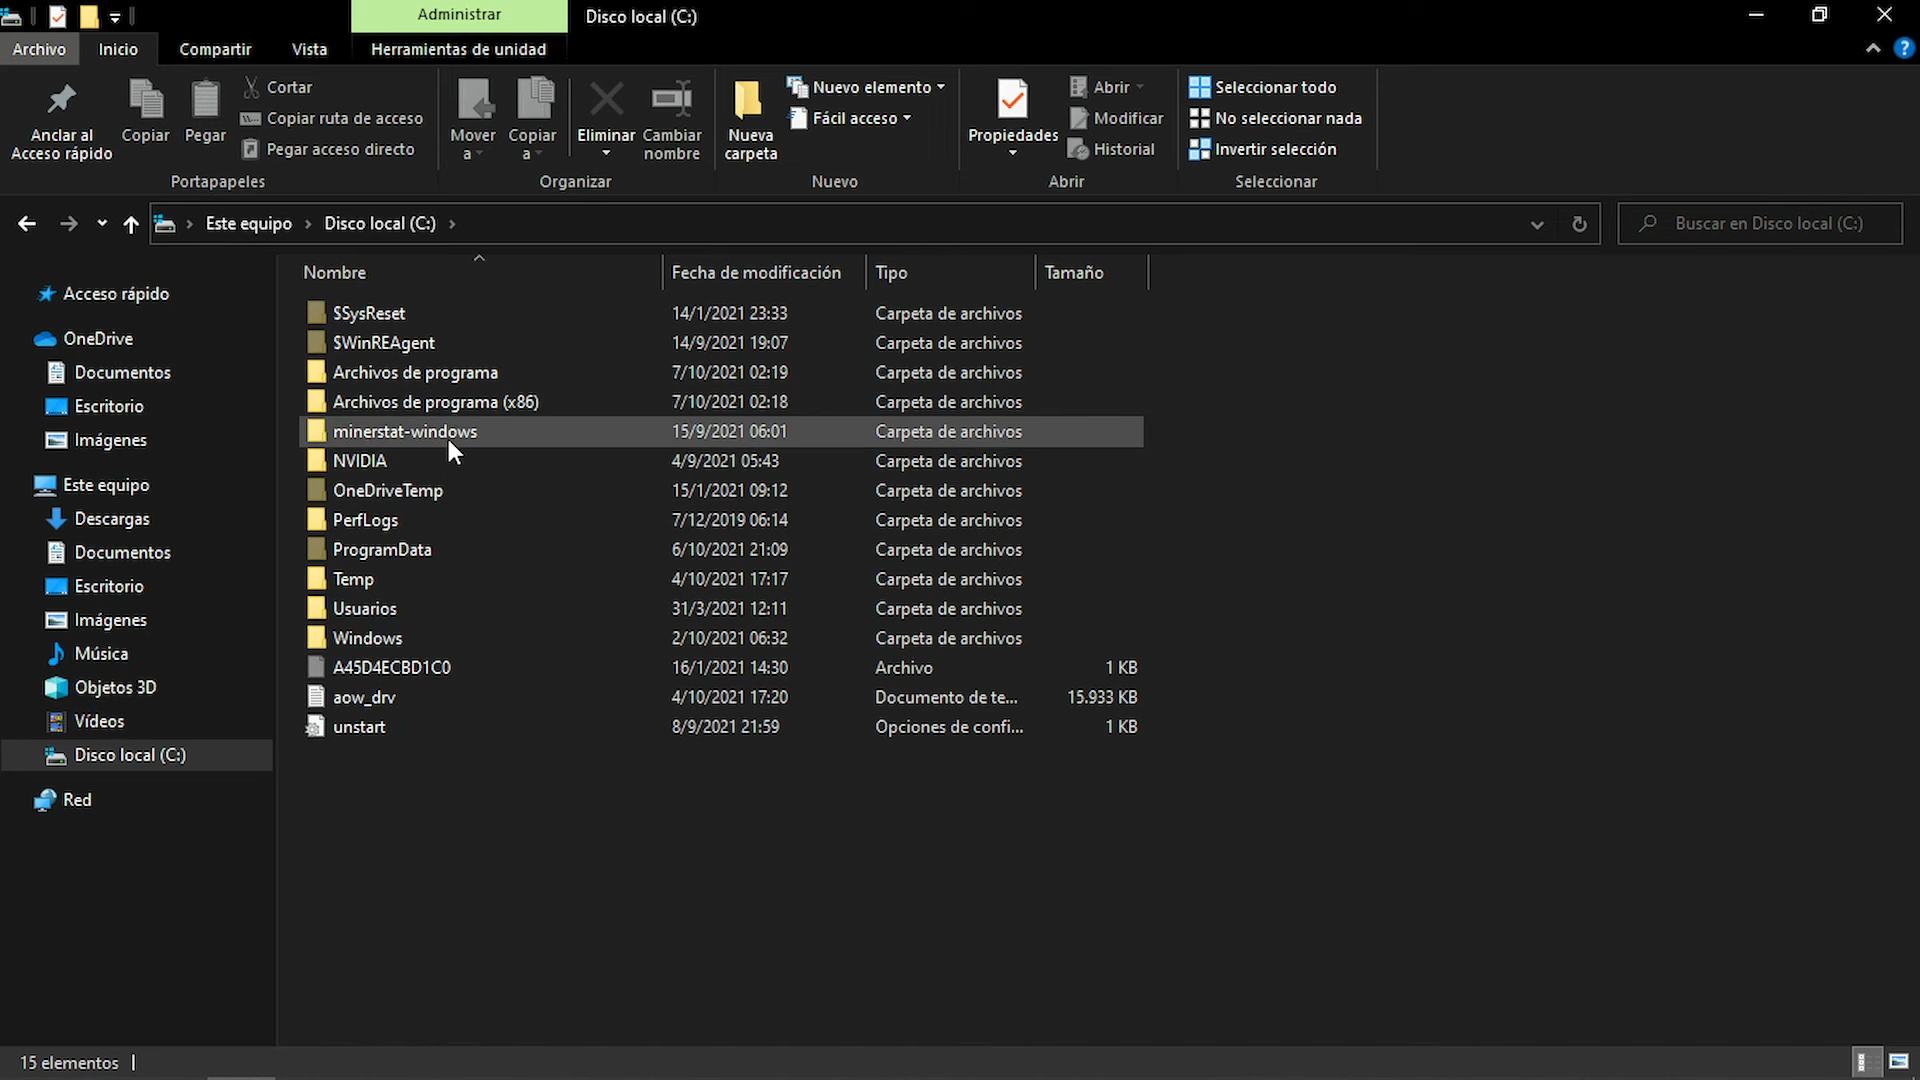 Administrar
Disco local (C:)
Archivo
Inicio
Compartir
Vista
Herramientas de unidad
Anclar al
Acceso rápido
Copiar
Pegar
Cortar
Copiar ruta de acceso
Pegar acceso directo
Portapapeles
Mover
a
Copiar
a
Eliminar
Cambiar
nombre
Organizar
Nueva
carpeta
Nuevo elemento
Fácil acceso
Nuevo
Propiedades
Abrir
Modificar
Historial
Abrir
Seleccionar todo
No seleccionar nada
Invertir selección
Seleccionar
Este equipo > Disco local (C:) >
Buscar en Disco local (C:)
Acceso rápido
OneDrive
Documentos
Escritorio
Imágenes
Este equipo
Descargas
Documentos
Escritorio
Imágenes
Música
Objetos 3D
Vídeos
Disco local (C:)
Red
Nombre Fecha de modificación Tipo Tamaño
$SysReset 14/1/2021 23:33 Carpeta de archivos
$WinREAgent 14/9/2021 19:07 Carpeta de archivos
Archivos de programa 7/10/2021 02:19 Carpeta de archivos
Archivos de programa (x86) 7/10/2021 02:18 Carpeta de archivos
minerstat-windows 15/9/2021 06:01 Carpeta de archivos
NVIDIA 4/9/2021 05:43 Carpeta de archivos
OneDriveTemp 15/1/2021 09:12 Carpeta de archivos
PerfLogs 7/12/2019 06:14 Carpeta de archivos
ProgramData 6/10/2021 21:09 Carpeta de archivos
Temp 4/10/2021 17:17 Carpeta de archivos
Usuarios 31/3/2021 12:11 Carpeta de archivos
Windows 2/10/2021 06:32 Carpeta de archivos
A45D4ECBD1C0 16/1/2021 14:30 Archivo 1 KB
aow_drv 4/10/2021 17:20 Documento de te... 15.933 KB
unstart 8/9/2021 21:59 Opciones de confi... 1 KB
15 elementos